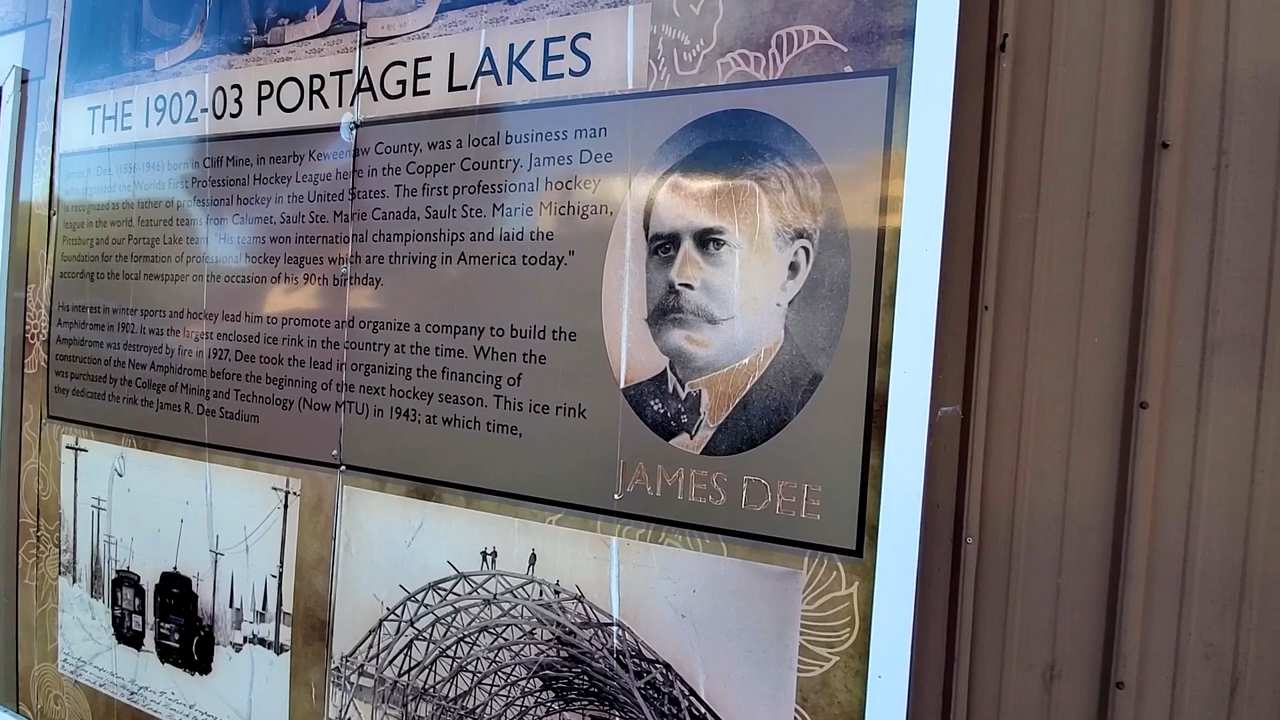 THE 1902-03 PORTAGE LAKES
James R. Dee, (1856-1946) born in Cliff Mine, in nearby Keweenaw County, was a local business man
who organized the Worlds First Professional Hockey League here in the Copper Country. James Dee
is recognized as the father of professional hockey in the United States. The first professional hockey
league in the world, featured teams from Calumet, Sault Ste. Marie Canada, Sault Ste. Marie Michigan,
Pittsburg and our Portage Lake team. "His teams won international championships and laid the
foundation for the formation of professional hockey leagues which are thriving in America today."
according to the local newspaper on the occasion of his 90th birthday.
His interest in winter sports and hockey lead him to promote and organize a company to build the
Amphidrome in 1902. It was the largest enclosed ice rink in the country at the time. When the
Amphidrome was destroyed by fire in 1927, Dee took the lead in organizing the financing of
construction of the New Amphidrome before the beginning of the next hockey season. This ice rink
was purchased by the College of Mining and Technology (Now MTU) in 1943; at which time,
they dedicated the rink the James R. Dee Stadium
JAMES DEE